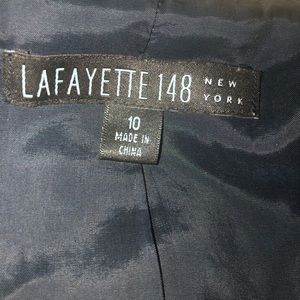 LAFAYETTE 148 NEW YORK
10
MADE IN
CHINA